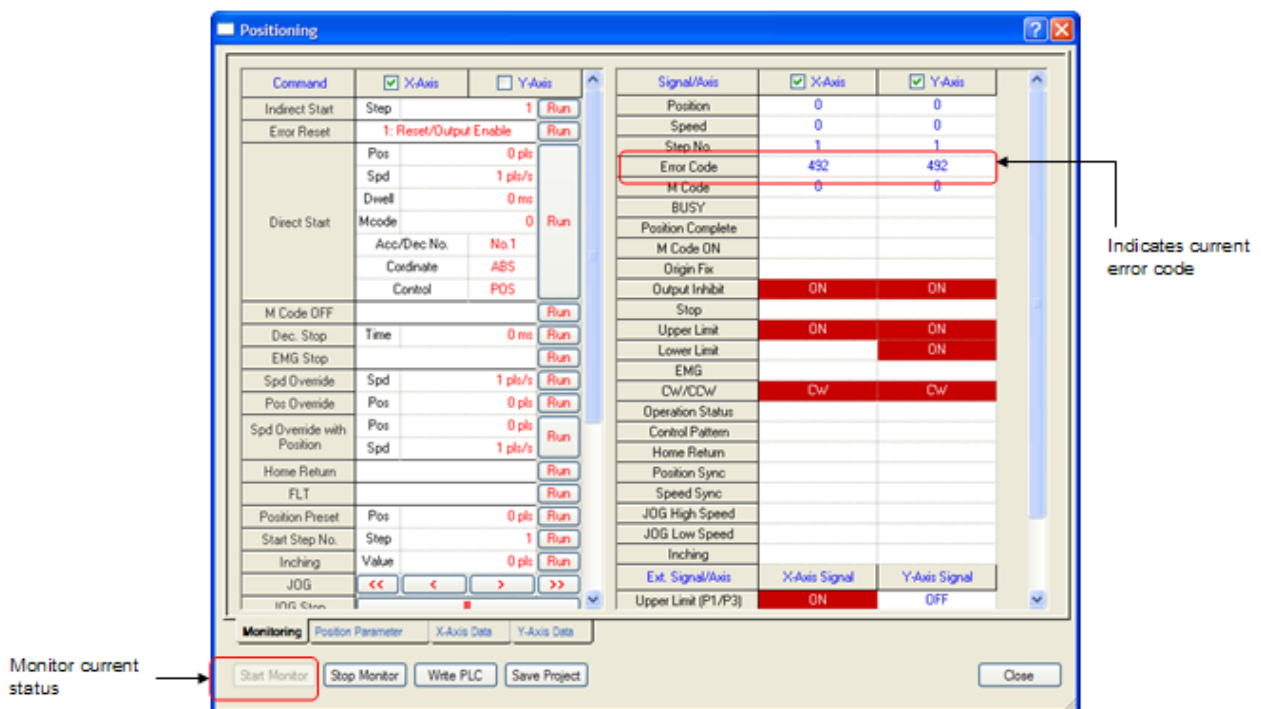 Positioning
Command X-Axis Y-Axis
Indirect Start Step 1 Run
Error Reset 1: Reset/Output Enable Run
Direct Start Pos 0 pls Run
Spd 1 pls/s
Dwell 0 ms
Mcode 0
Acc/Dec No. No.1
Cordinate ABS
Control POS
M Code OFF Run
Dec. Stop Time 0 ms Run
EMG Stop Run
Spd Override Spd 1 pls/s Run
Pos Override Pos 0 pls Run
Spd Override with Position Pos 0 pls Run
Spd 1 pls/s
Home Return Run
FLT Run
Position Preset Pos 0 pls Run
Start Step No. Step 1 Run
Inching Value 0 pls Run
JOG << < > >>
JOG Stop
Signal/Axis X-Axis Y-Axis
Position 0 0
Speed 0 0
Step No. 1 1
Error Code 492 492
M Code 0 0
BUSY
Position Complete
M Code ON
Origin Fix
Output Inhibit ON ON
Stop
Upper Limit ON ON
Lower Limit ON
EMG
CW/CCW CW CW
Operation Status
Control Pattern
Home Return
Position Sync
Speed Sync
JOG High Speed
JOG Low Speed
Inching
Ext. Signal/Axis X-Axis Signal Y-Axis Signal
Upper Limit (P1/P3) ON OFF
Indicates current
error code
Monitoring Position Parameter X-Axis Data Y-Axis Data
Monitor current
status
Start Monitor Stop Monitor Write PLC Save Project Close